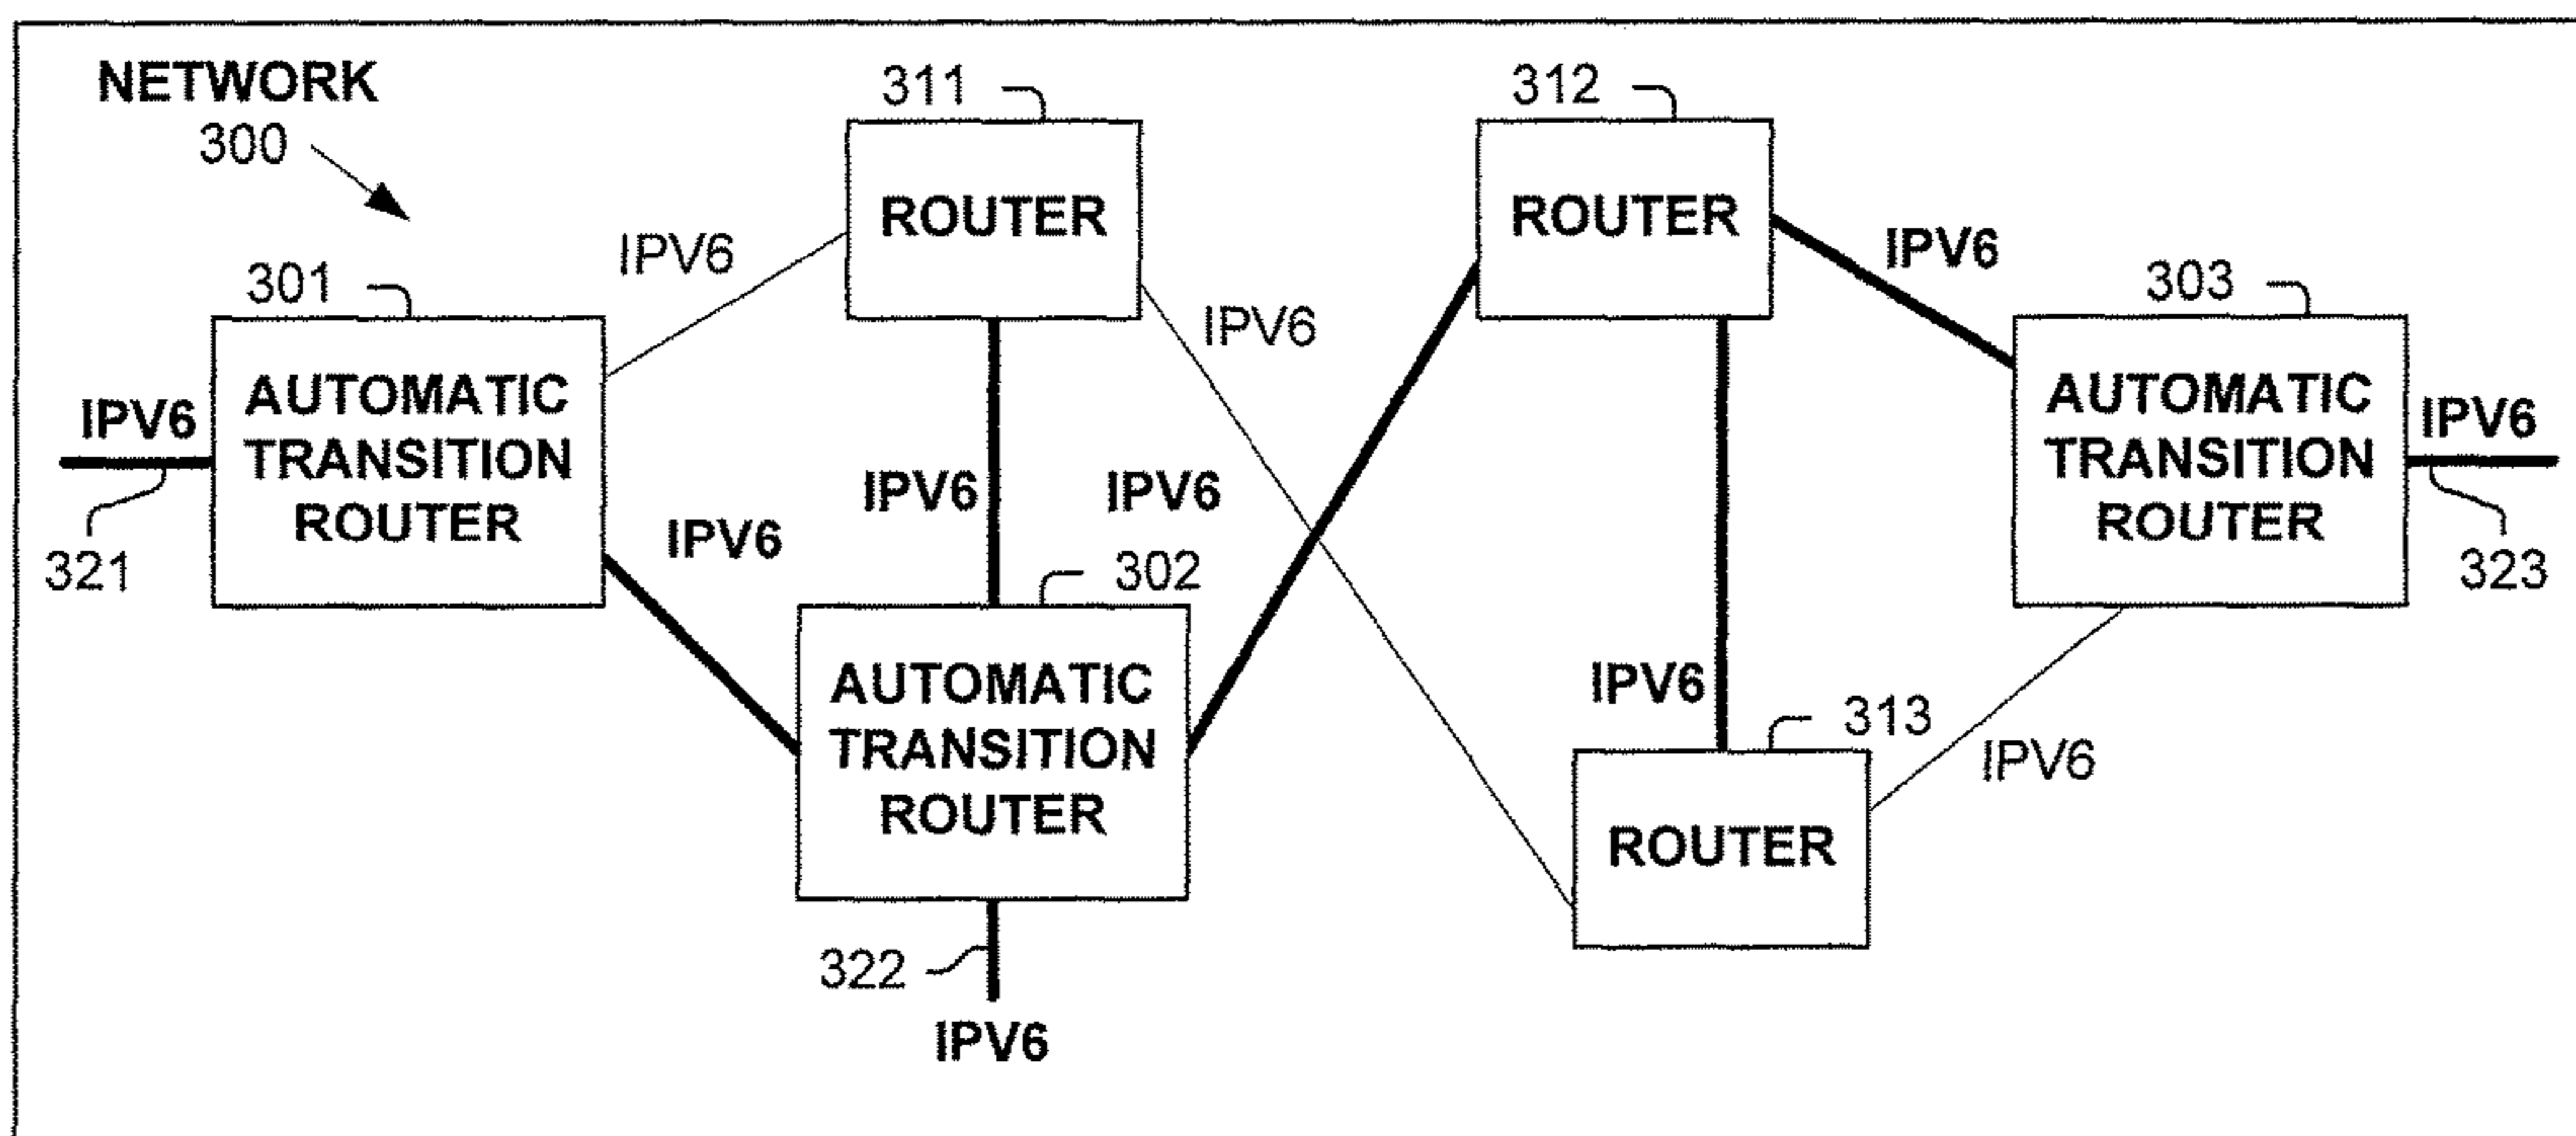 NETWORK
300
311
312
ROUTER
ROUTER
IPV6
IPV6
301
303
IPV6
AUTOMATIC
TRANSITION
ROUTER
AUTOMATIC
TRANSITION
ROUTER
IPV6
IPV6
321
323
IPV6
IPV6
IPV6
302
AUTOMATIC
TRANSITION
ROUTER
IPV6
313
IPV6
ROUTER
322
IPV6